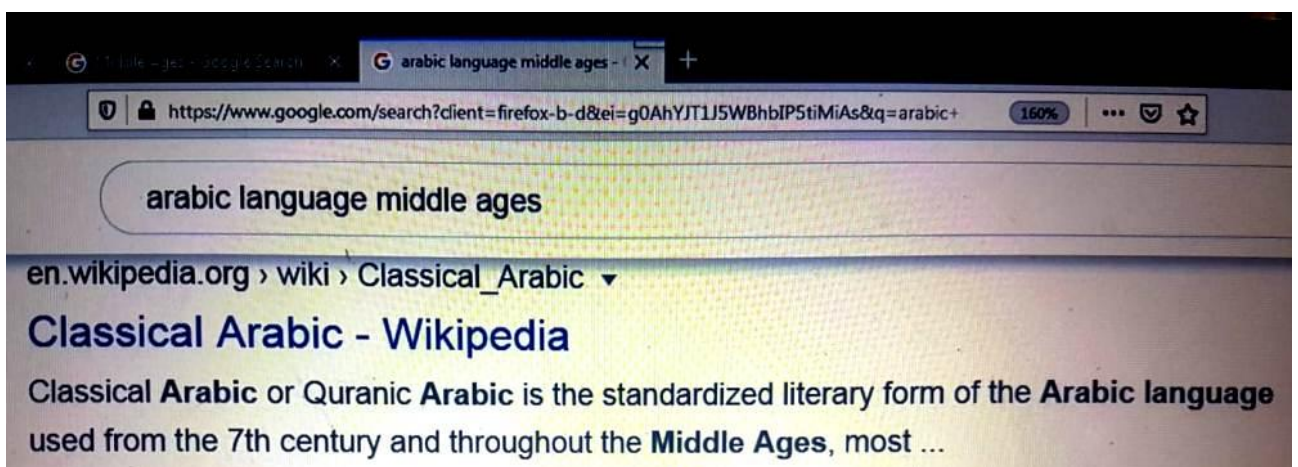 arabic language middle ages -
https://www.google.com/search?client=firefox-b-d&ei=g0AhYJT1J5WBhbIP5tiMiAs&q=arabic+ 160%
arabic language middle ages
en.wikipedia.org › wiki › Classical_Arabic
Classical Arabic - Wikipedia
Classical Arabic or Quranic Arabic is the standardized literary form of the Arabic language
used from the 7th century and throughout the Middle Ages, most ...